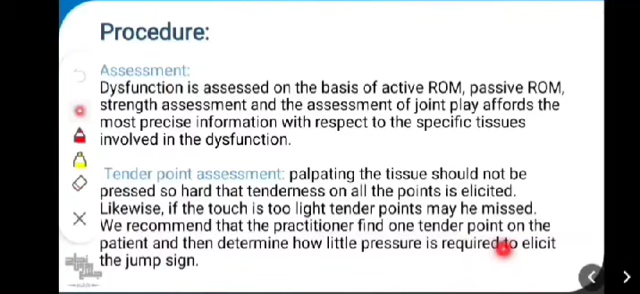 Procedure:
Assessment:
Dysfunction is assessed on the basis of active ROM, passive ROM,
strength assessment and the assessment of joint play affords the
most precise information with respect to the specific tissues
involved in the dysfunction.
Tender point assessment: palpating the tissue should not be
pressed so hard that tenderness on all the points is elicited.
Likewise, if the touch is too light tender points may he missed.
We recommend that the practitioner find one tender point on the
patient and then determine how little pressure is required to elicit
the jump sign.